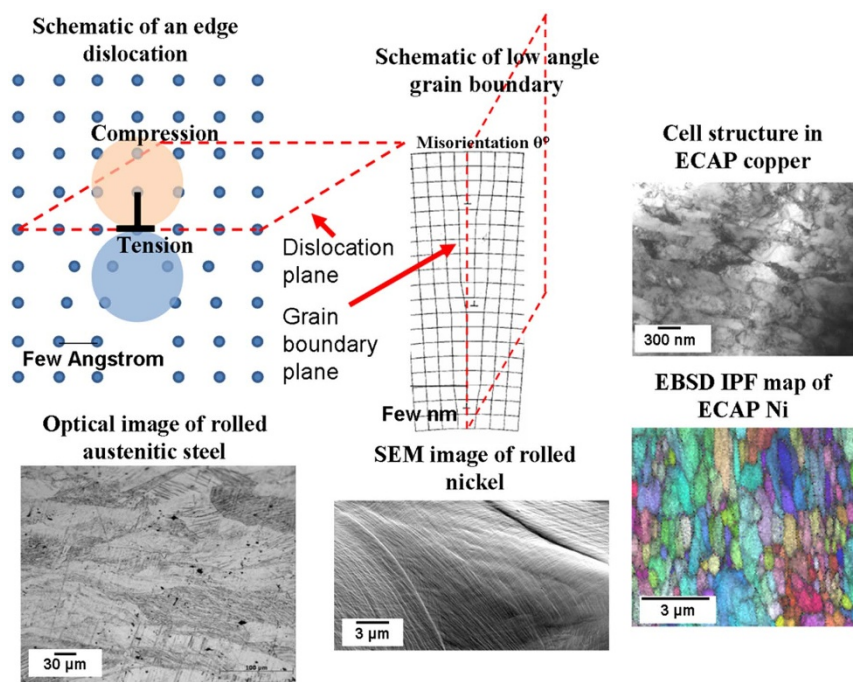 Schematic of an edge
dislocation
Compression
Tension
Few Angstrom
Dislocation
plane
Grain
boundary
plane
Schematic of low angle
grain boundary
Misorientation θ°
Few nm
Cell structure in
ECAP copper
300 nm
EBSD IPF map of
ECAP Ni
3 µm
Optical image of rolled
austenitic steel
30 µm
100 µm
SEM image of rolled
nickel
3 µm